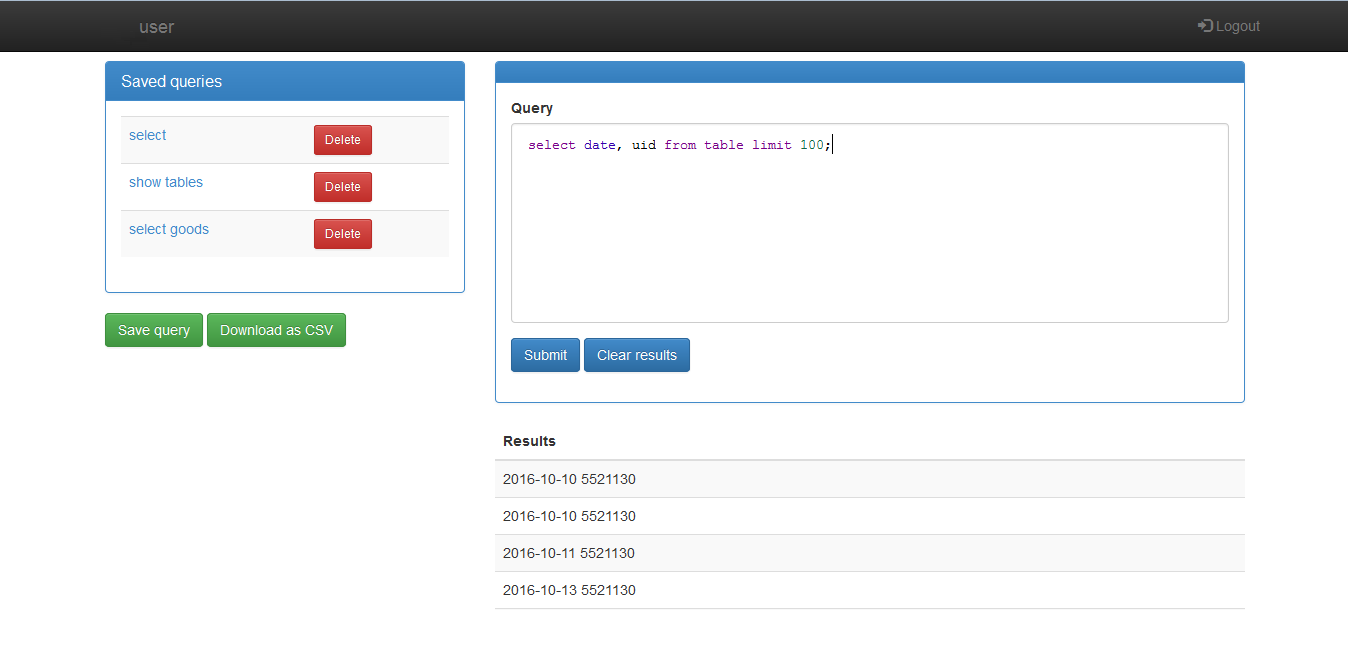 user
Logout
Saved queries
select Delete
show tables Delete
select goods Delete
Save query Download as CSV
Query
select date, uid from table limit 100;
Submit Clear results
Results
2016-10-10 5521130
2016-10-10 5521130
2016-10-11 5521130
2016-10-13 5521130